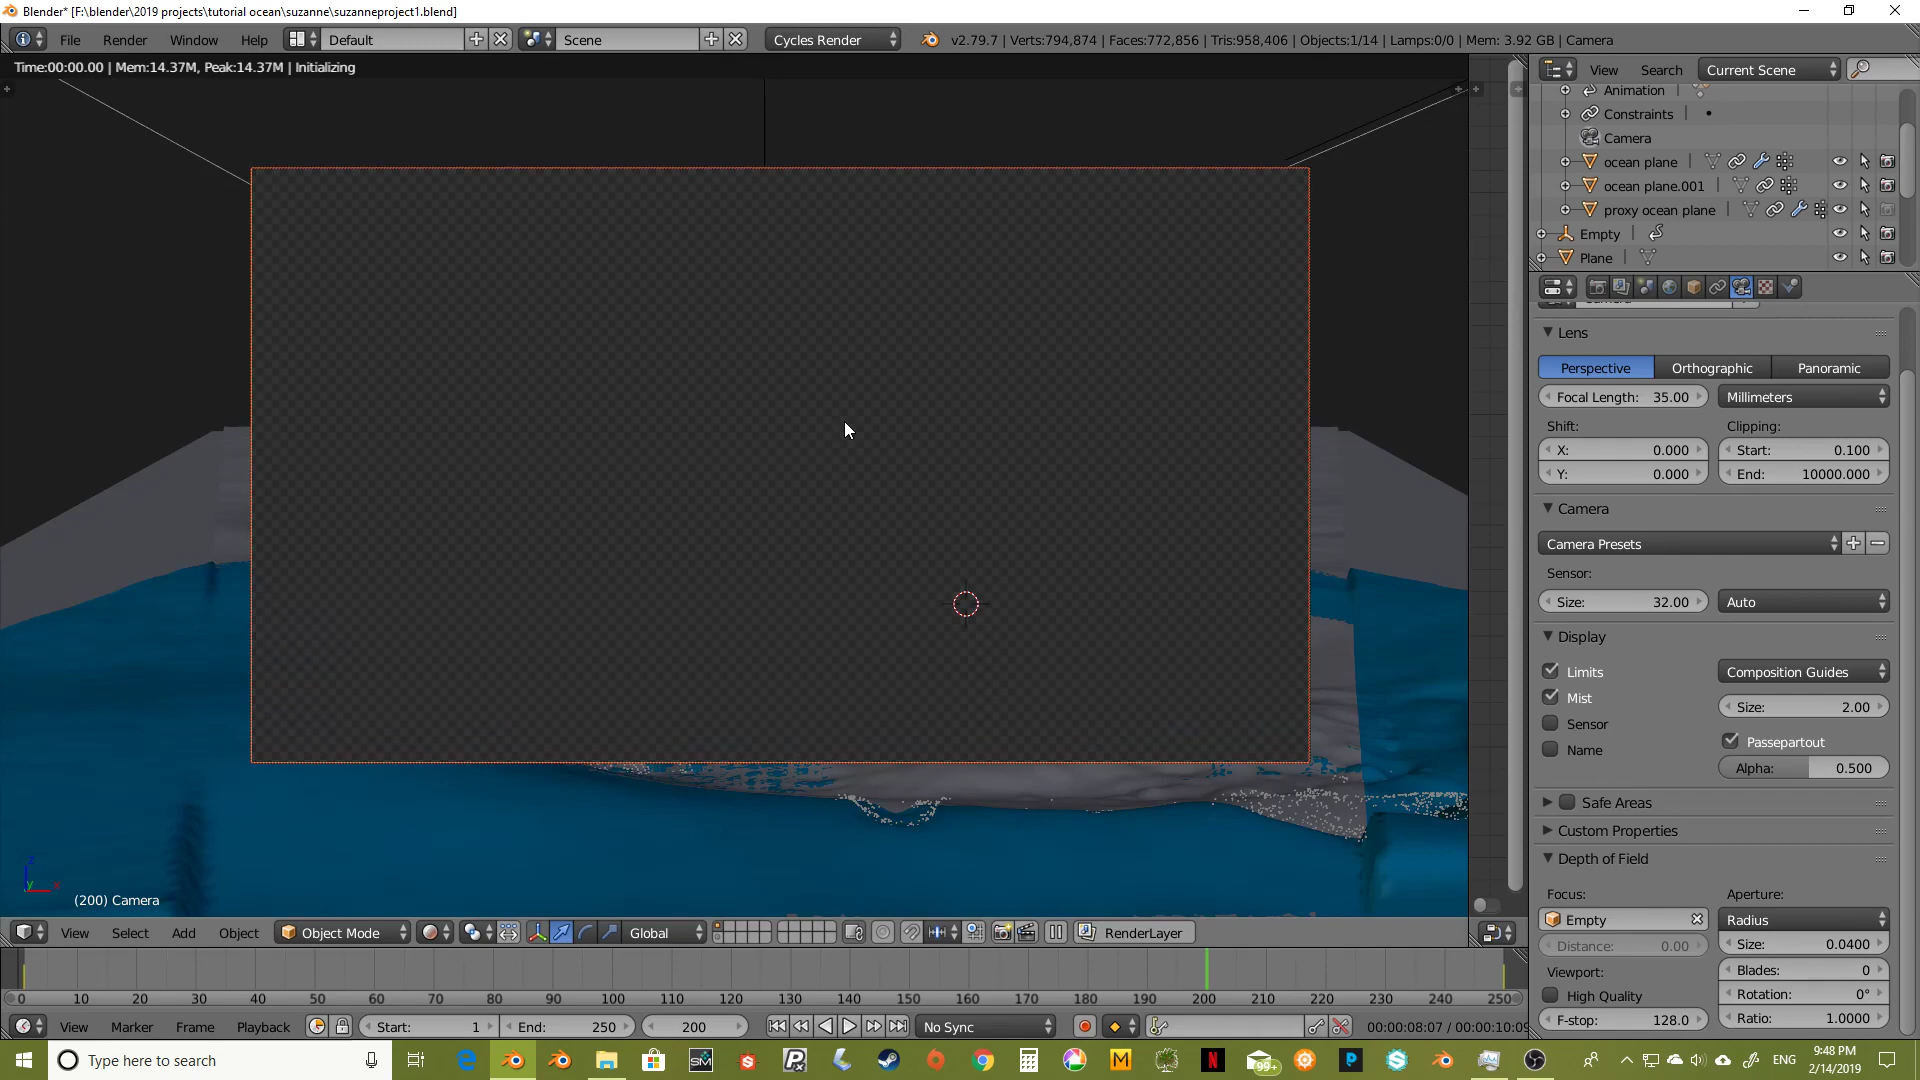 Blender* [F:\blender\2019 projects\tutorial ocean\suzanne\suzanneproject1.blend]
File Render Window Help Default Scene Cycles Render v2.79.7 | Verts:794,874 | Faces:772,856 | Tris:958,406 | Objects:1/14 | Lamps:0/0 | Mem: 3.92 GB | Camera
Time:00:00.00 | Mem:14.37M, Peak:14.37M | Initializing
View Search Current Scene
Animation
Constraints
Camera
ocean plane
ocean plane.001
proxy ocean plane
Empty
Plane
Lens
Perspective Orthographic Panoramic
Focal Length: 35.00 Millimeters
Shift: Clipping:
X: 0.000 Start: 0.100
Y: 0.000 End: 10000.000
Camera
Camera Presets
Sensor:
Size: 32.00 Auto
Display
Limits Composition Guides
Mist Size: 2.00
Sensor
Name Passepartout
Alpha: 0.500
Safe Areas
Custom Properties
Depth of Field
Focus: Aperture:
Empty Radius
Distance: 0.00 Size: 0.0400
Viewport: Blades: 0
High Quality Rotation: 0°
F-stop: 128.0 Ratio: 1.0000
z
y x
(200) Camera
View Select Add Object Object Mode Global RenderLayer
0 10 20 30 40 50 60 70 80 90 100 110 120 130 140 150 160 170 180 190 200 210 220 230 240 250
View Marker Frame Playback Start: 1 End: 250 200 No Sync 00:00:08:07 / 00:00:10:09
Type here to search
SM
M
N
99+
P
S
ENG
9:48 PM
2/14/2019